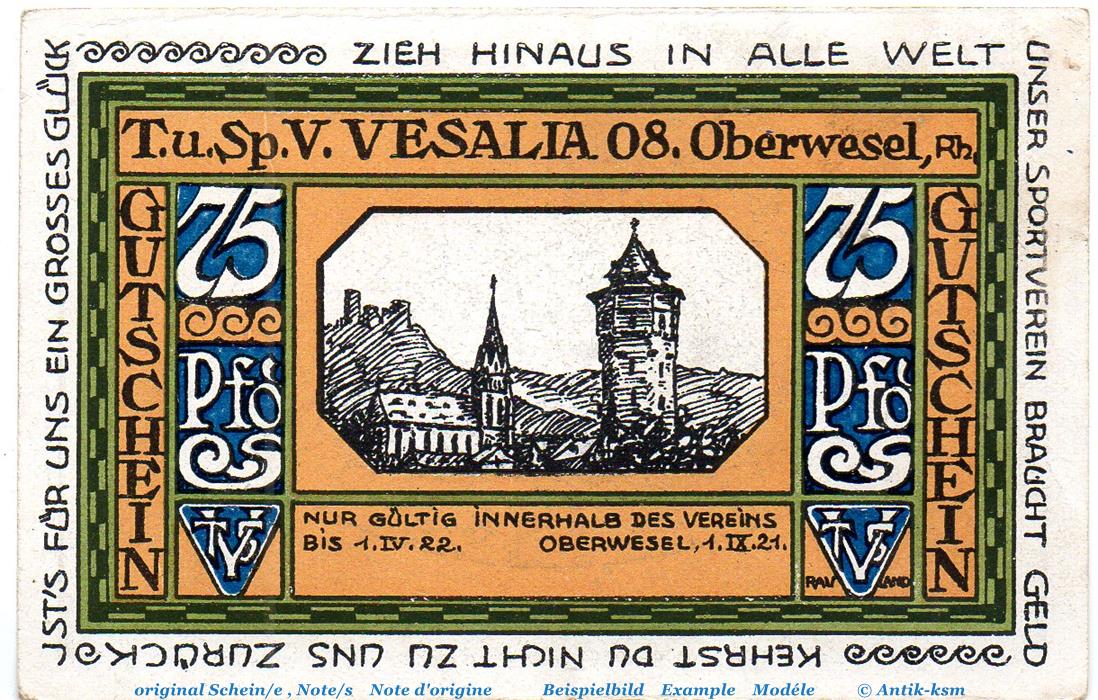 ZIEH HINAUS IN ALLE WELT
UNSER SPORTVEREIN BRAUCHT GELD
KEHRST DU NICHT ZU UNS ZURÜCK
IST'S FÜR UNS EIN GROSSES GLÜCK
T.u.Sp.V. VESALIA 08. Oberwesel, Rh.
GUTSCHEIN
75
Pfg
75
Pfg
GUTSCHEIN
NUR GÜLTIG INNERHALB DES VEREINS
BIS 1.IV.22. OBERWESEL, 1.IX.21.
original Schein/e , Note/s Note d'origine Beispielbild Example Modéle © Antik-ksm